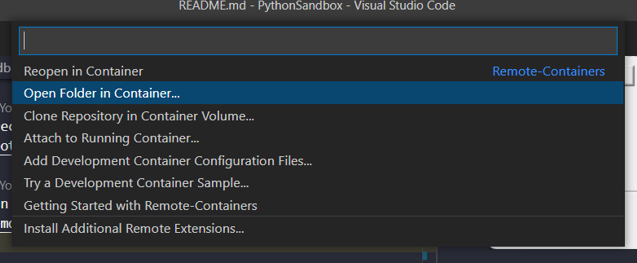 README.md - PythonSandbox - Visual Studio Code
Reopen in Container Remote-Containers
Open Folder in Container...
Clone Repository in Container Volume...
Attach to Running Container...
Add Development Container Configuration Files...
Try a Development Container Sample...
Getting Started with Remote-Containers
Install Additional Remote Extensions...